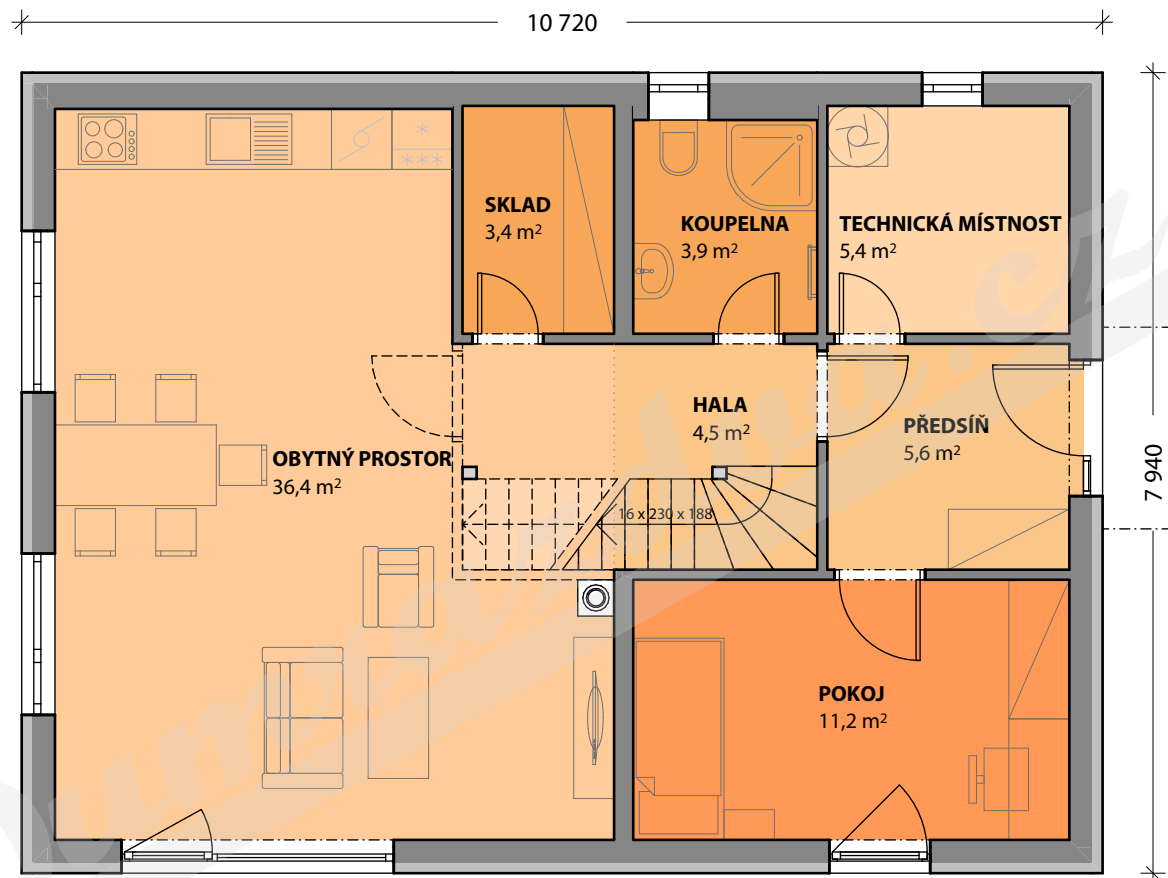 10 720
SKLAD
3,4 m²
KOUPELNA
3,9 m²
TECHNICKÁ MÍSTNOST
5,4 m²
HALA
4,5 m²
PŘEDSÍŇ
5,6 m²
7 940
OBYTNÝ PROSTOR
36,4 m²
16 x 230 x 188
POKOJ
11,2 m²